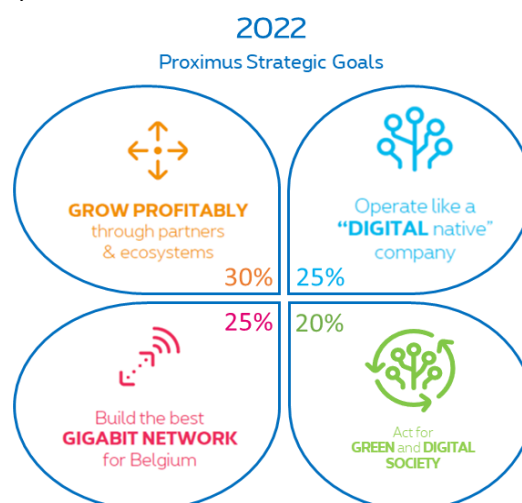 2022
Proximus Strategic Goals
GROW PROFITABLY
through partners
& ecosystems
30%
Operate like a
“DIGITAL native”
company
25%
25%
Build the best
GIGABIT NETWORK
for Belgium
20%
Act for
GREEN and DIGITAL
SOCIETY